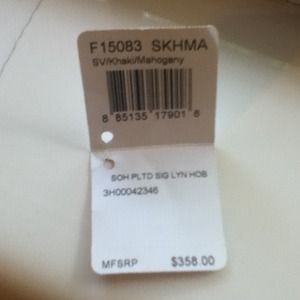 F15083 SKHMA
SV/Khaki/Mahogany
8 85135 17901 6
SOH PLTD SIG LYN HOB
3H00042346
MFSRP $358.00